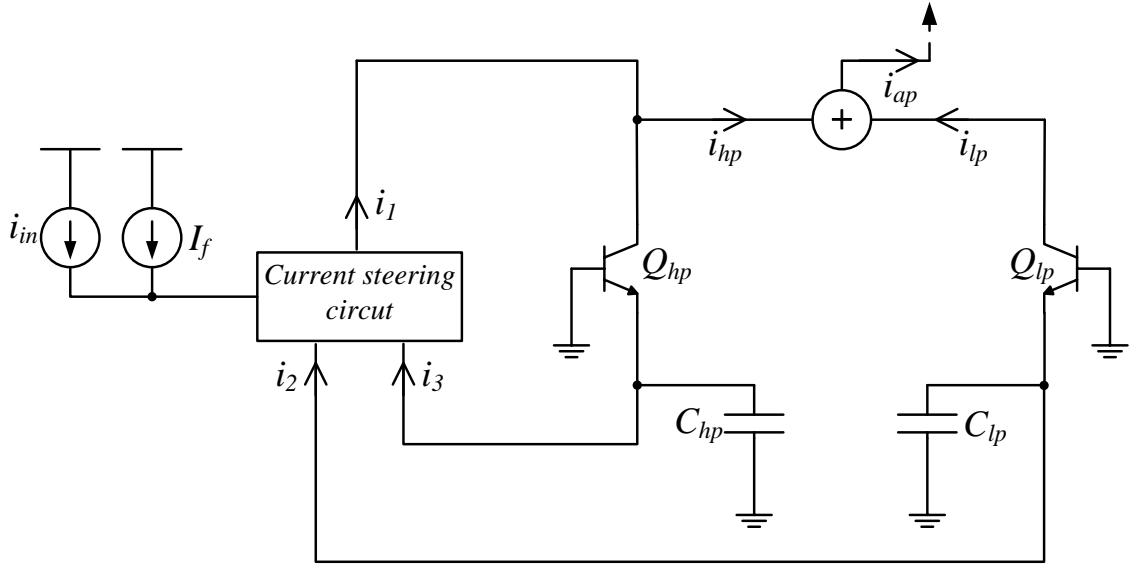 i_ap
+
i_hp
i_lp
i_1
i_in
I_f
Q_hp
Q_lp
Current steering
circut
i_2
i_3
C_hp
C_lp